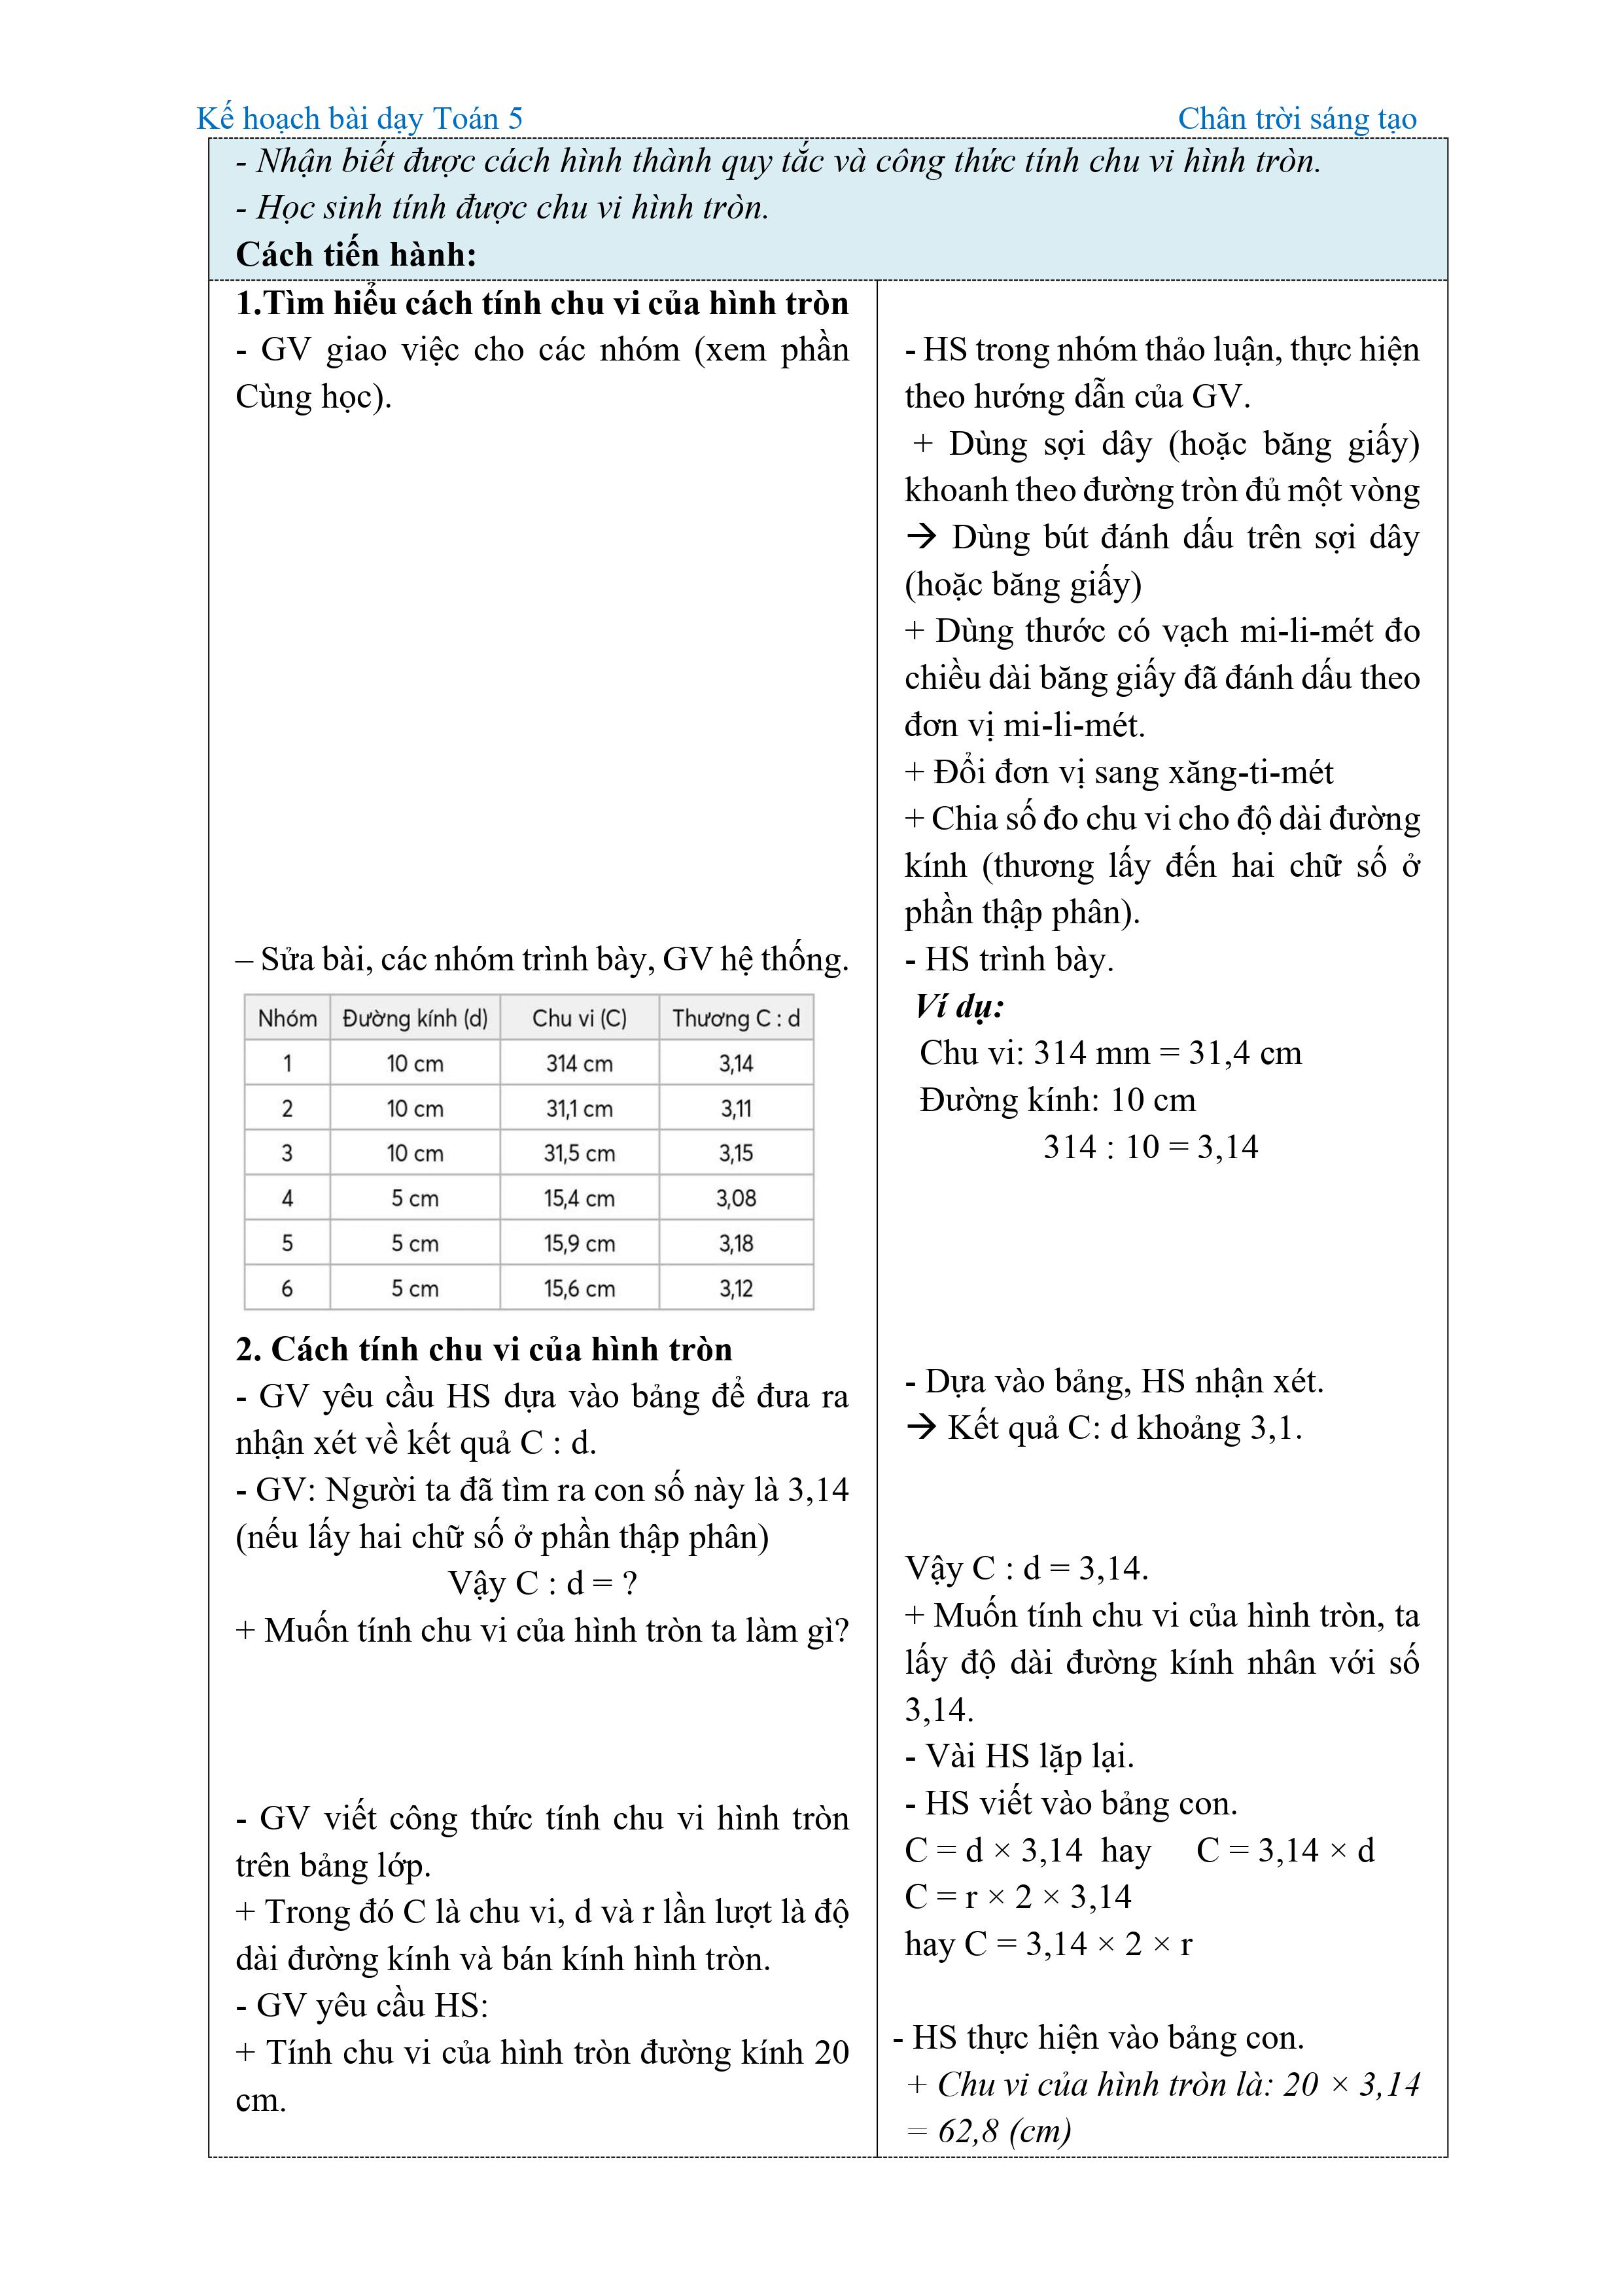 Kế hoạch bài dạy Toán 5
Chân trời sáng tạo
- Nhận biết được cách hình thành quy tắc và công thức tính chu vi hình tròn.
- Học sinh tính được chu vi hình tròn.
Cách tiến hành:
1.Tìm hiểu cách tính chu vi của hình tròn
- GV giao việc cho các nhóm (xem phần
Cùng học).
– Sửa bài, các nhóm trình bày, GV hệ thống.
Nhóm Đường kính (d) Chu vi (C) Thương C : d
1 10 cm 314 cm 3,14
2 10 cm 31,1 cm 3,11
3 10 cm 31,5 cm 3,15
4 5 cm 15,4 cm 3,08
5 5 cm 15,9 cm 3,18
6 5 cm 15,6 cm 3,12
2. Cách tính chu vi của hình tròn
- GV yêu cầu HS dựa vào bảng để đưa ra
nhận xét về kết quả C : d.
- GV: Người ta đã tìm ra con số này là 3,14
(nếu lấy hai chữ số ở phần thập phân)
Vậy C : d = ?
+ Muốn tính chu vi của hình tròn ta làm gì?
- GV viết công thức tính chu vi hình tròn
trên bảng lớp.
+ Trong đó C là chu vi, d và r lần lượt là độ
dài đường kính và bán kính hình tròn.
- GV yêu cầu HS:
+ Tính chu vi của hình tròn đường kính 20
cm.
- HS trong nhóm thảo luận, thực hiện
theo hướng dẫn của GV.
+ Dùng sợi dây (hoặc băng giấy)
khoanh theo đường tròn đủ một vòng
→ Dùng bút đánh dấu trên sợi dây
(hoặc băng giấy)
+ Dùng thước có vạch mi-li-mét đo
chiều dài băng giấy đã đánh dấu theo
đơn vị mi-li-mét.
+ Đổi đơn vị sang xăng-ti-mét
+ Chia số đo chu vi cho độ dài đường
kính (thương lấy đến hai chữ số ở
phần thập phân).
- HS trình bày.
Ví dụ:
Chu vi: 314 mm = 31,4 cm
Đường kính: 10 cm
314 : 10 = 3,14
- Dựa vào bảng, HS nhận xét.
→ Kết quả C: d khoảng 3,1.
Vậy C : d = 3,14.
+ Muốn tính chu vi của hình tròn, ta
lấy độ dài đường kính nhân với số
3,14.
- Vài HS lặp lại.
- HS viết vào bảng con.
C = d × 3,14 hay C = 3,14 × d
C = r × 2 × 3,14
hay C = 3,14 × 2 × r
- HS thực hiện vào bảng con.
+ Chu vi của hình tròn là: 20 × 3,14
= 62,8 (cm)